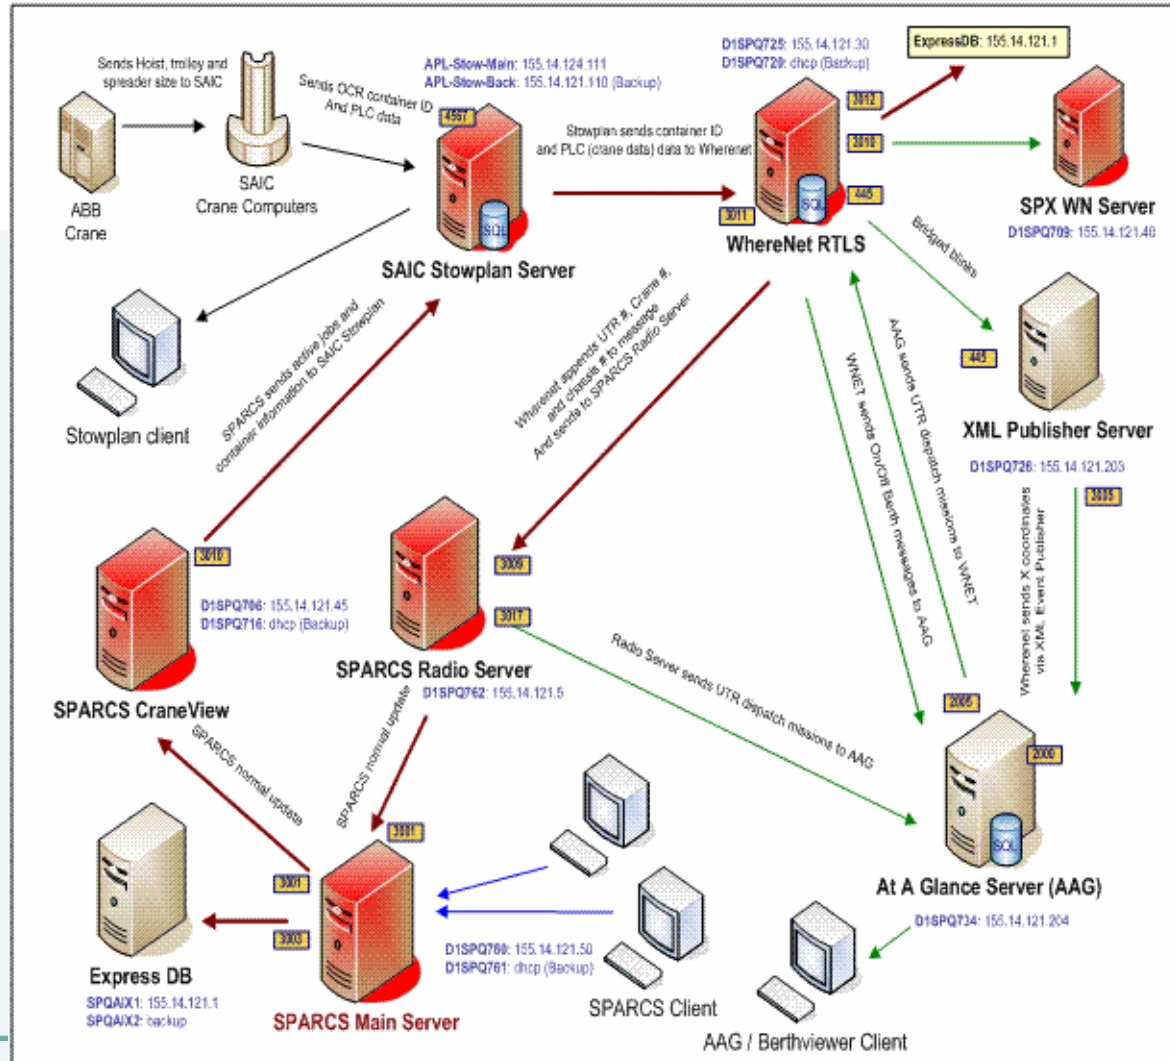 Sends Hoist, trolley and
spreader size to SAIC
ABB
Crane
SAIC
Crane Computers
Sends OCR container ID
And PLC data
APL-Stow-Main: 155.14.124.111
APL-Stow-Back: 155.14.121.110 (Backup)
4567
SQL
SAIC Stowplan Server
Stowplan sends container ID
and PLC (crane data) data to Wherenet
D1SPQ725: 155.14.121.30
D1SPQ720: dhcp (Backup)
3012
3010
445
3011
SQL
WhereNet RTLS
ExpressDB: 155.14.121.1
SPX WN Server
D1SPQ709: 155.14.121.40
Bridged blinks
445
XML Publisher Server
D1SPQ726: 155.14.121.203
3005
Stowplan client
SPARCS sends active jobs and
container information to SAIC Stowplan
Wherenet appends UTR #, Crane #,
and chassis # to message
And sends to SPARCS Radio Server
WNET sends On/Off Berth messages to AAG
AAG sends UTR dispatch missions to WNET
Wherenet sends X coordinates
via XML Event Publisher
3010
D1SPQ706: 155.14.121.45
D1SPQ716: dhcp (Backup)
SPARCS CraneView
3009
3017
SPARCS Radio Server
D1SPQ762: 155.14.121.5
Radio Server sends UTR dispatch missions to AAG
2005
2000
SQL
At A Glance Server (AAG)
D1SPQ734: 155.14.121.204
SPARCS normal update
SPARCS normal update
3001
3001
3003
Express DB
SPQAIX1: 155.14.121.1
SPQAIX2: backup
SPARCS Main Server
D1SPQ760: 155.14.121.50
D1SPQ761: dhcp (Backup)
SPARCS Client
AAG / Berthviewer Client